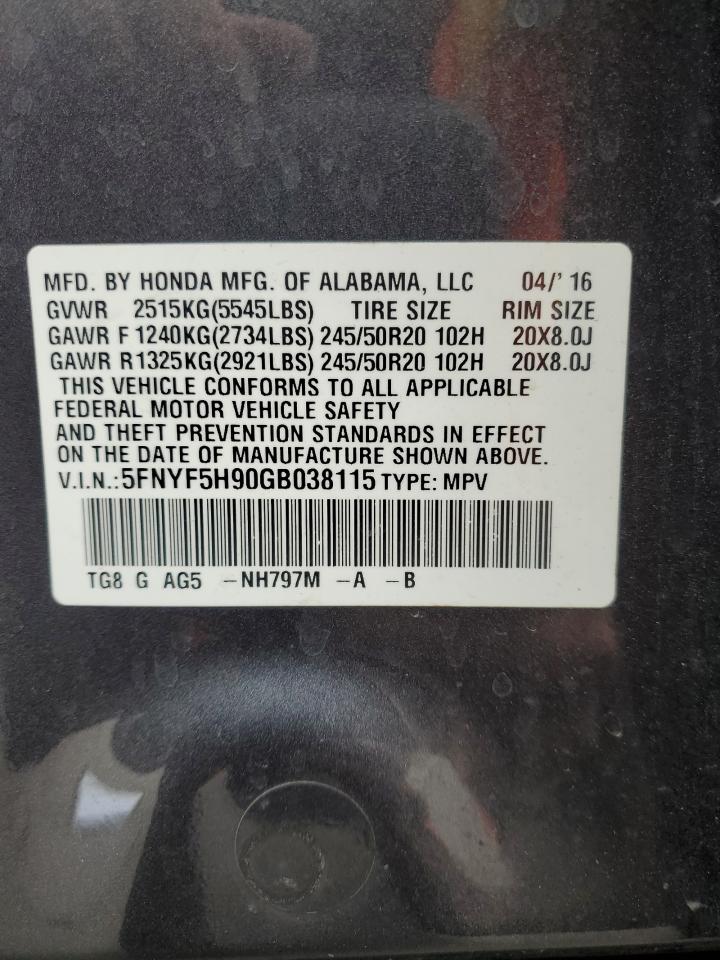 MFD. BY HONDA MFG. OF ALABAMA, LLC 04/' 16
GVWR 2515KG(5545LBS) TIRE SIZE RIM SIZE
GAWR F 1240KG(2734LBS) 245/50R20 102H 20X8.0J
GAWR R1325KG(2921LBS) 245/50R20 102H 20X8.0J
THIS VEHICLE CONFORMS TO ALL APPLICABLE
FEDERAL MOTOR VEHICLE SAFETY
AND THEFT PREVENTION STANDARDS IN EFFECT
ON THE DATE OF MANUFACTURE SHOWN ABOVE.
V.I.N.:5FNYF5H90GB038115 TYPE: MPV
TG8 G AG5 -NH797M -A -B